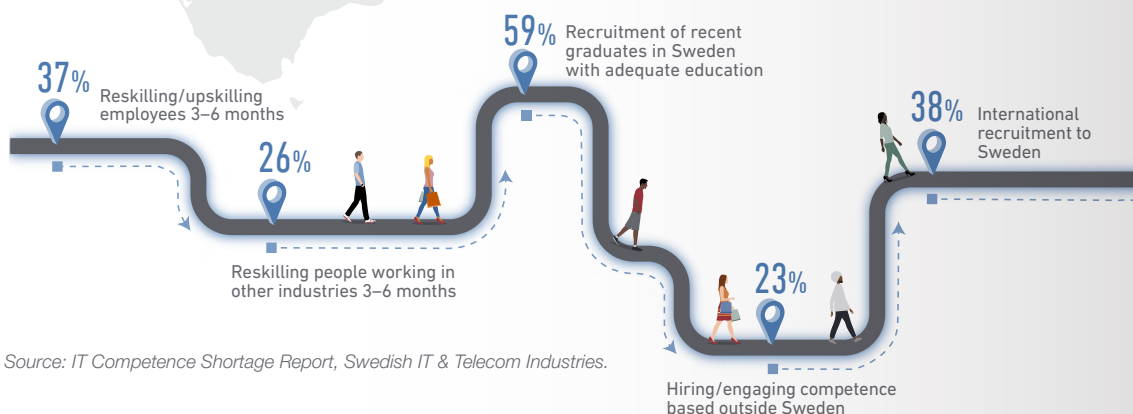 37%
Reskilling/upskilling
employees 3–6 months
26%
Reskilling people working in
other industries 3–6 months
59%
Recruitment of recent
graduates in Sweden
with adequate education
23%
Hiring/engaging competence
based outside Sweden
38%
International
recruitment to
Sweden
Source: IT Competence Shortage Report, Swedish IT & Telecom Industries.